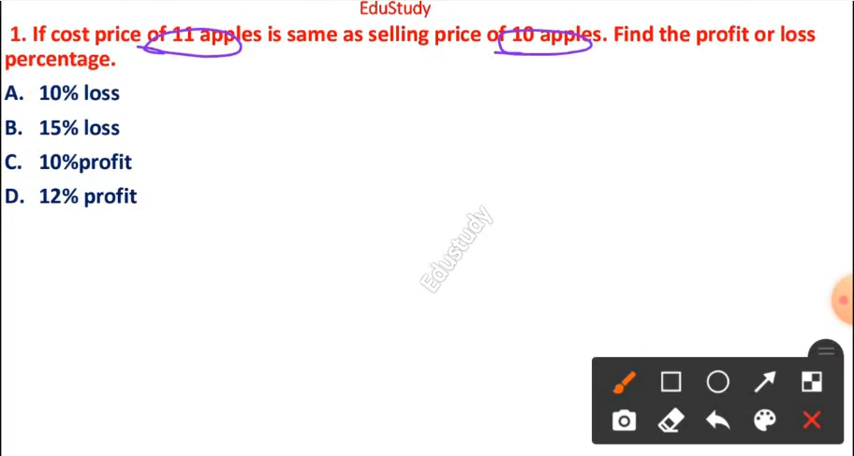 EduStudy
1. If cost price of 11 apples is same as selling price of 10 apples. Find the profit or loss
percentage.
A. 10% loss
B. 15% loss
C. 10%profit
D. 12% profit
Edustudy